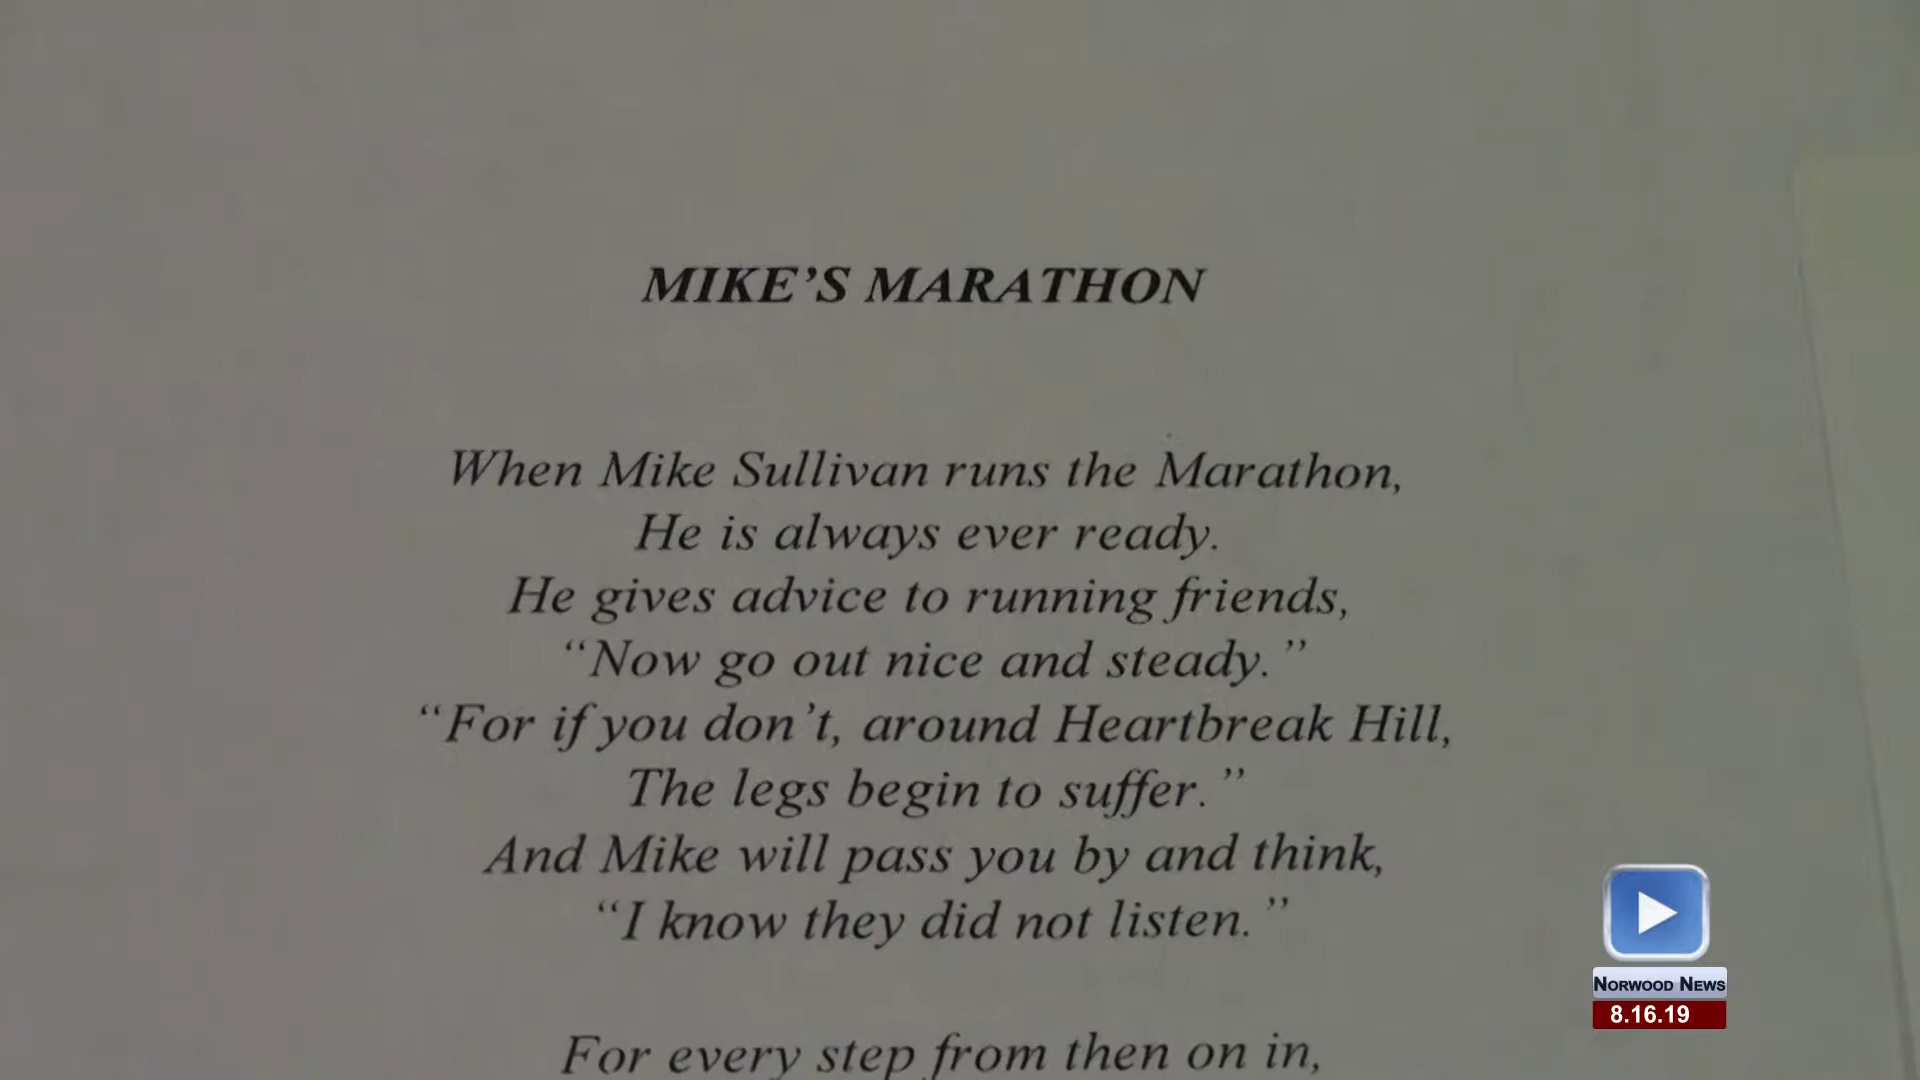 MIKE'S MARATHON
When Mike Sullivan runs the Marathon,
He is always ever ready.
He gives advice to running friends,
“Now go out nice and steady.”
“For if you don't, around Heartbreak Hill,
The legs begin to suffer.”
And Mike will pass you by and think,
“I know they did not listen.”
For every step from then on in,
NORWOOD NEWS
8.16.19